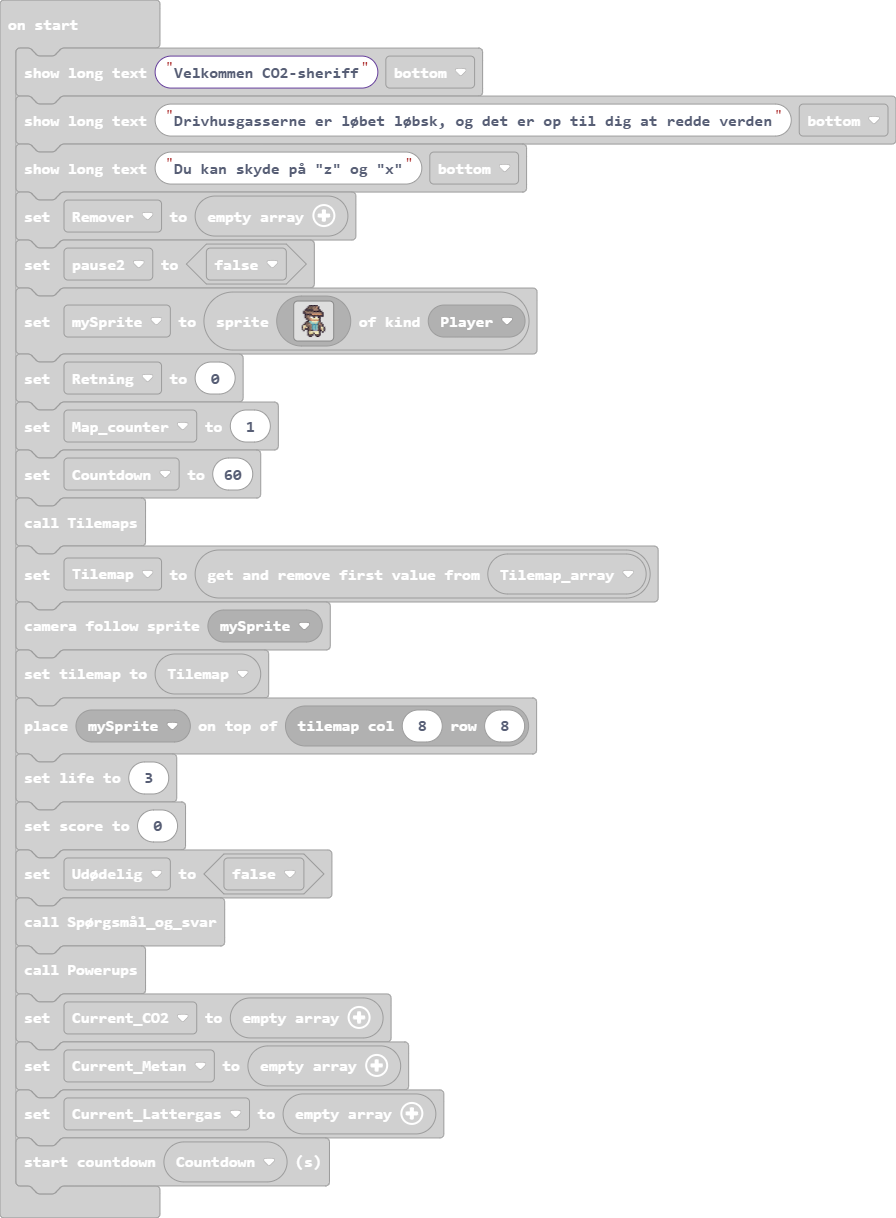 on start
show long text "Velkommen CO2-sheriff" bottom
show long text "Drivhusgasserne er løbet løbsk, og det er op til dig at redde verden" bottom
show long text "Du kan skyde på "z" og "x"" bottom
set Remover to empty array
set pause2 to false
set mySprite to sprite of kind Player
set Retning to 0
set Map_counter to 1
set Countdown to 60
call Tilemaps
set Tilemap to get and remove first value from Tilemap_array
camera follow sprite mySprite
set tilemap to Tilemap
place mySprite on top of tilemap col 8 row 8
set life to 3
set score to 0
set Udødelig to false
call Spørgsmål_og_svar
call Powerups
set Current_CO2 to empty array
set Current_Metan to empty array
set Current_Lattergas to empty array
start countdown Countdown (s)